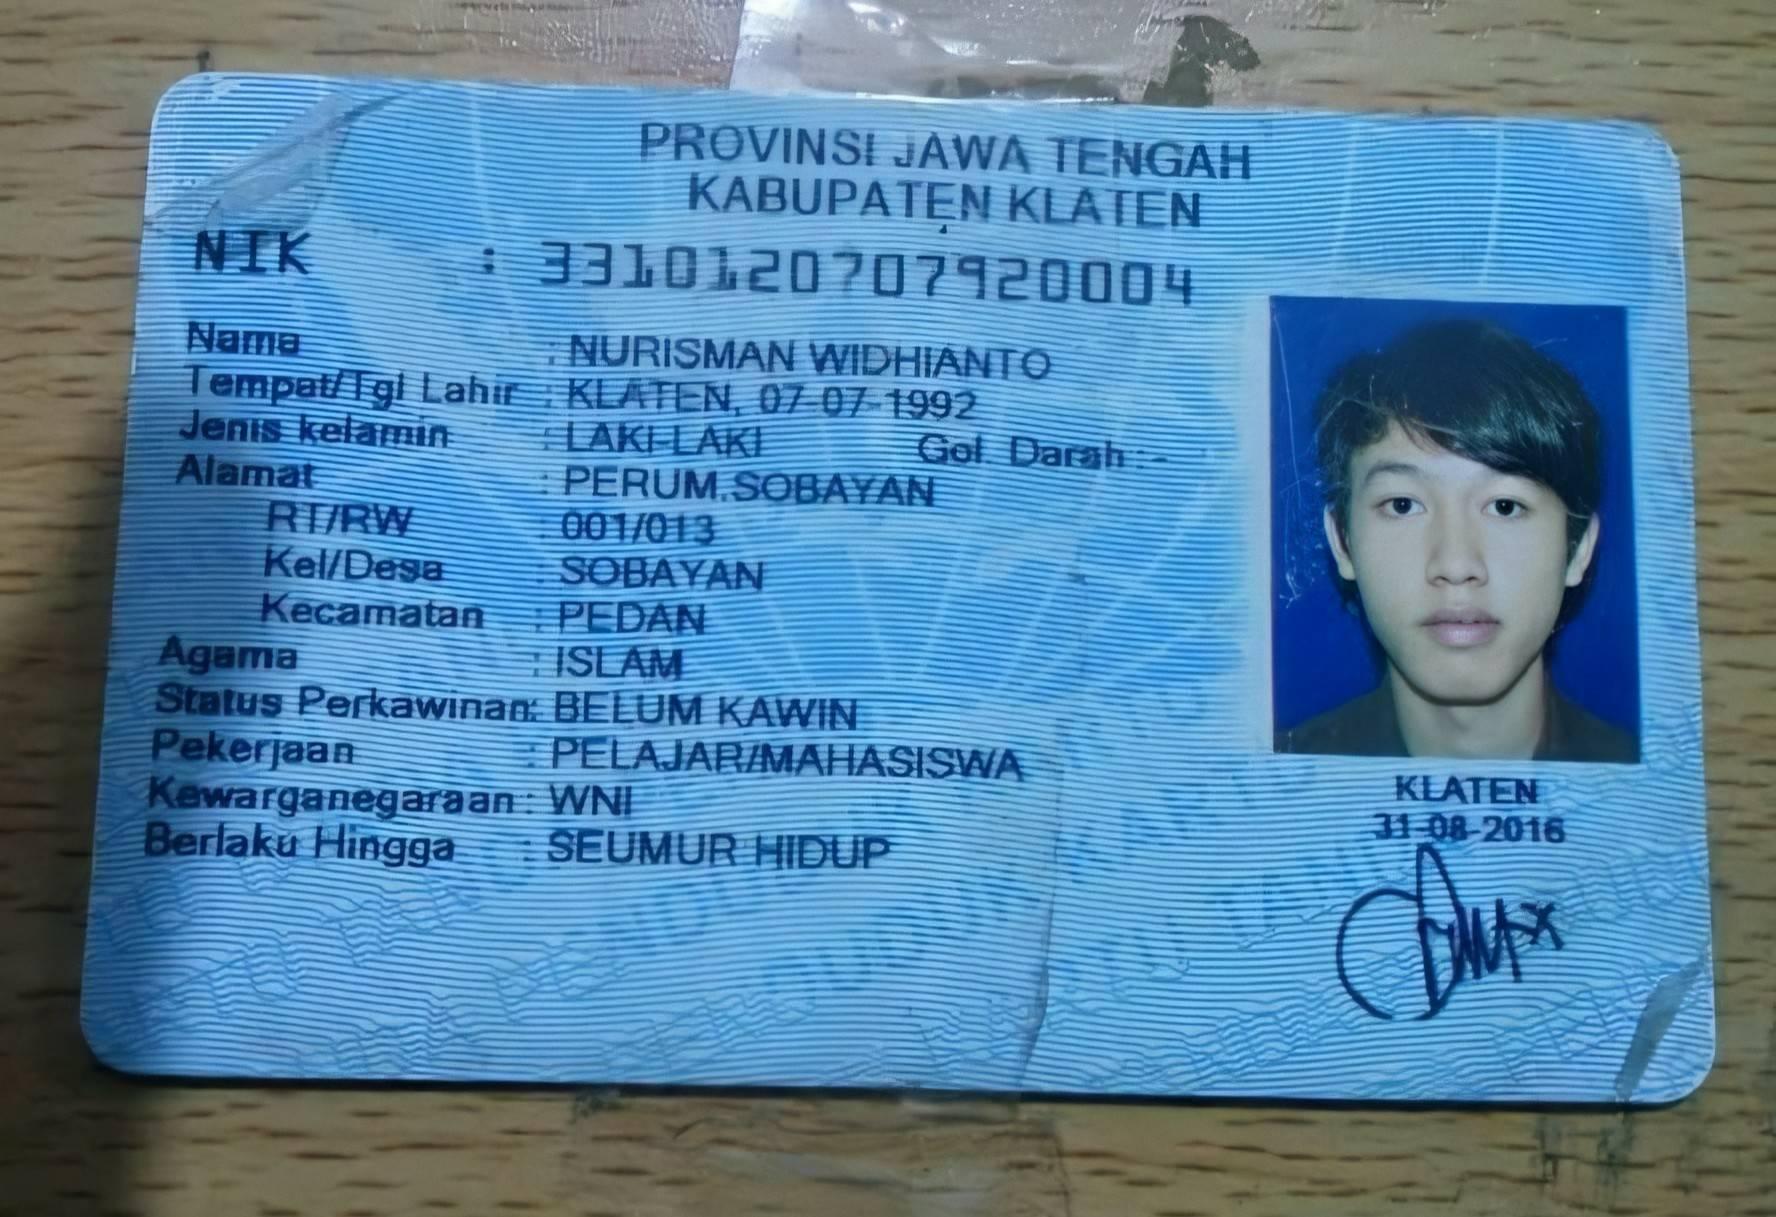 PROVINSI JAWA TENGAH
KABUPATEN KLATEN
NIK : 3310120707920004
Nama : NURISMAN WIDHIANTO
Tempat/Tgl Lahir : KLATEN, 07-07-1992
Jenis kelamin : LAKI-LAKI Gol. Darah :-
Alamat : PERUM.SOBAYAN
RT/RW : 001/013
Kel/Desa : SOBAYAN
Kecamatan : PEDAN
Agama : ISLAM
Status Perkawinan: BELUM KAWIN
Pekerjaan : PELAJAR/MAHASISWA
Kewarganegaraan : WNI
Berlaku Hingga : SEUMUR HIDUP
KLATEN
31-08-2016